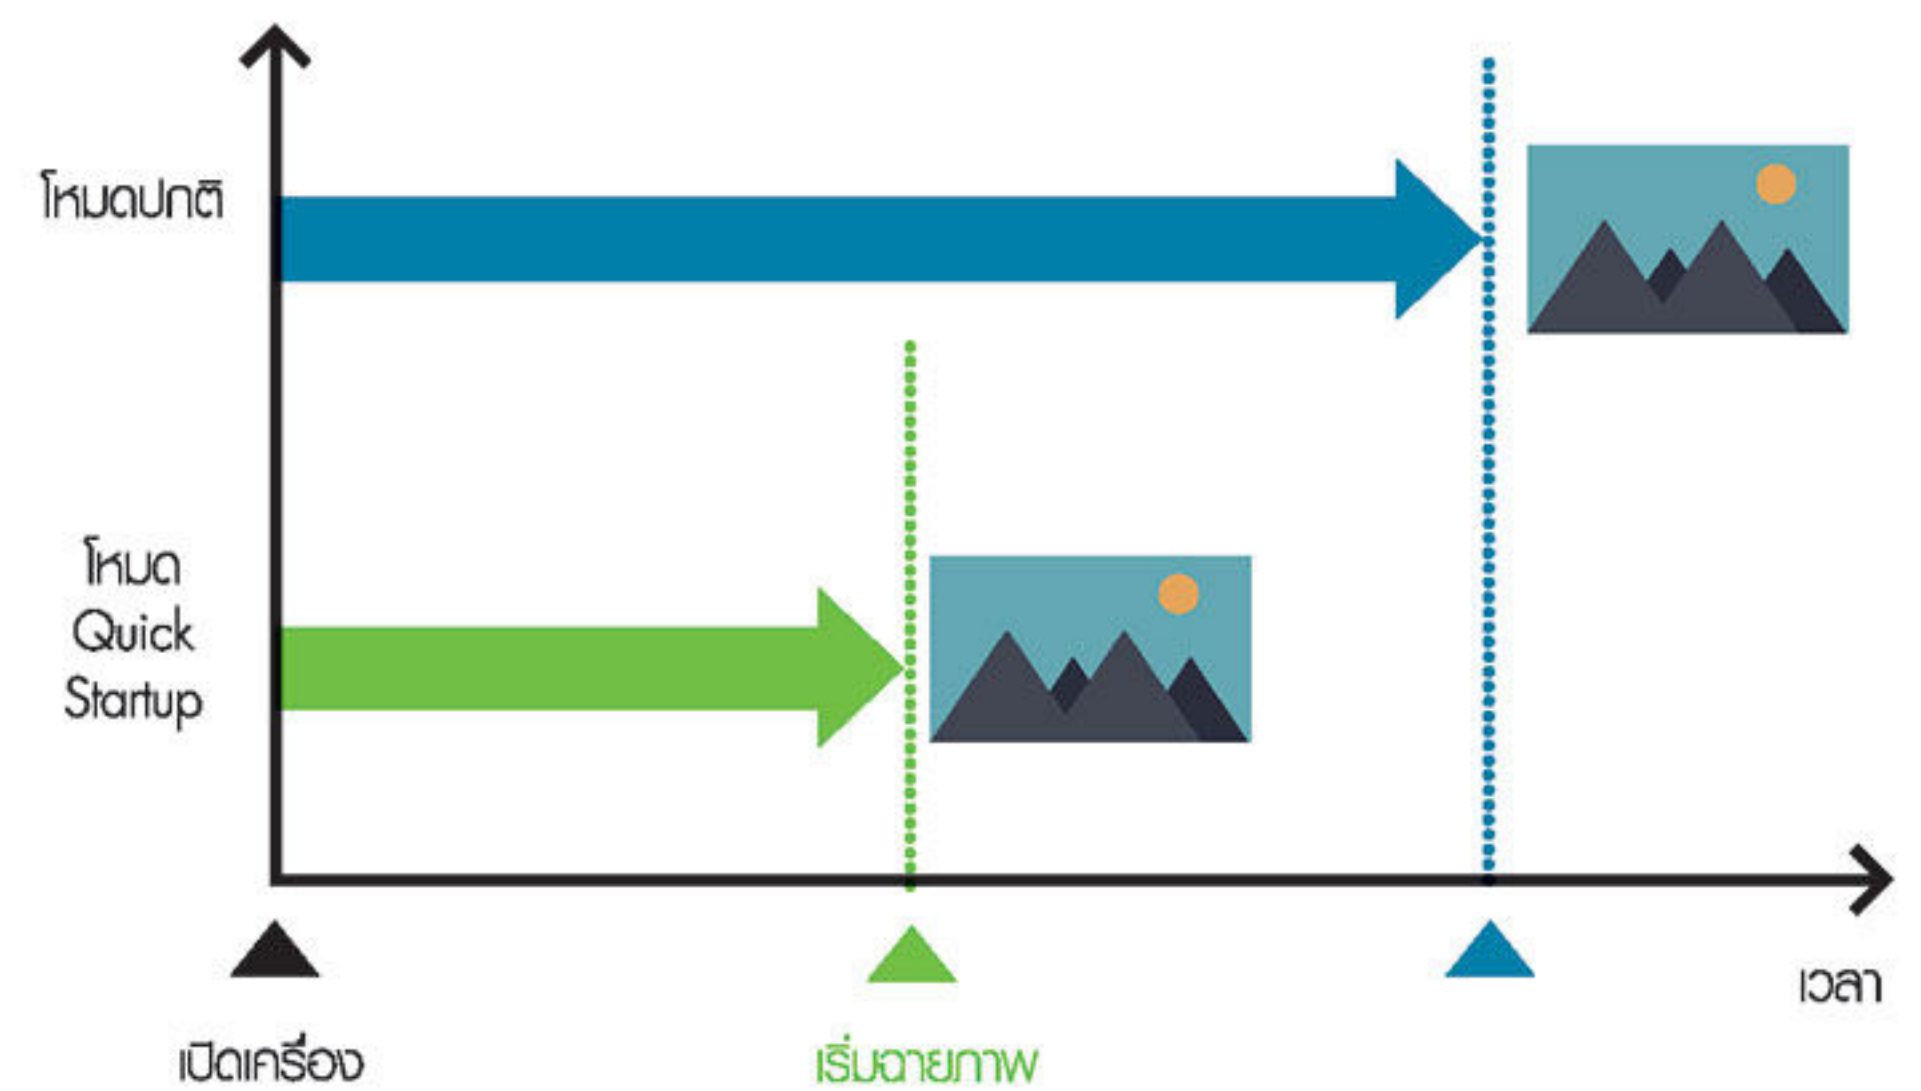 โหมดปกติ
โหมด
Quick
Startup
เวลา
เปิดเครื่อง
เริ่มฉายภาพ